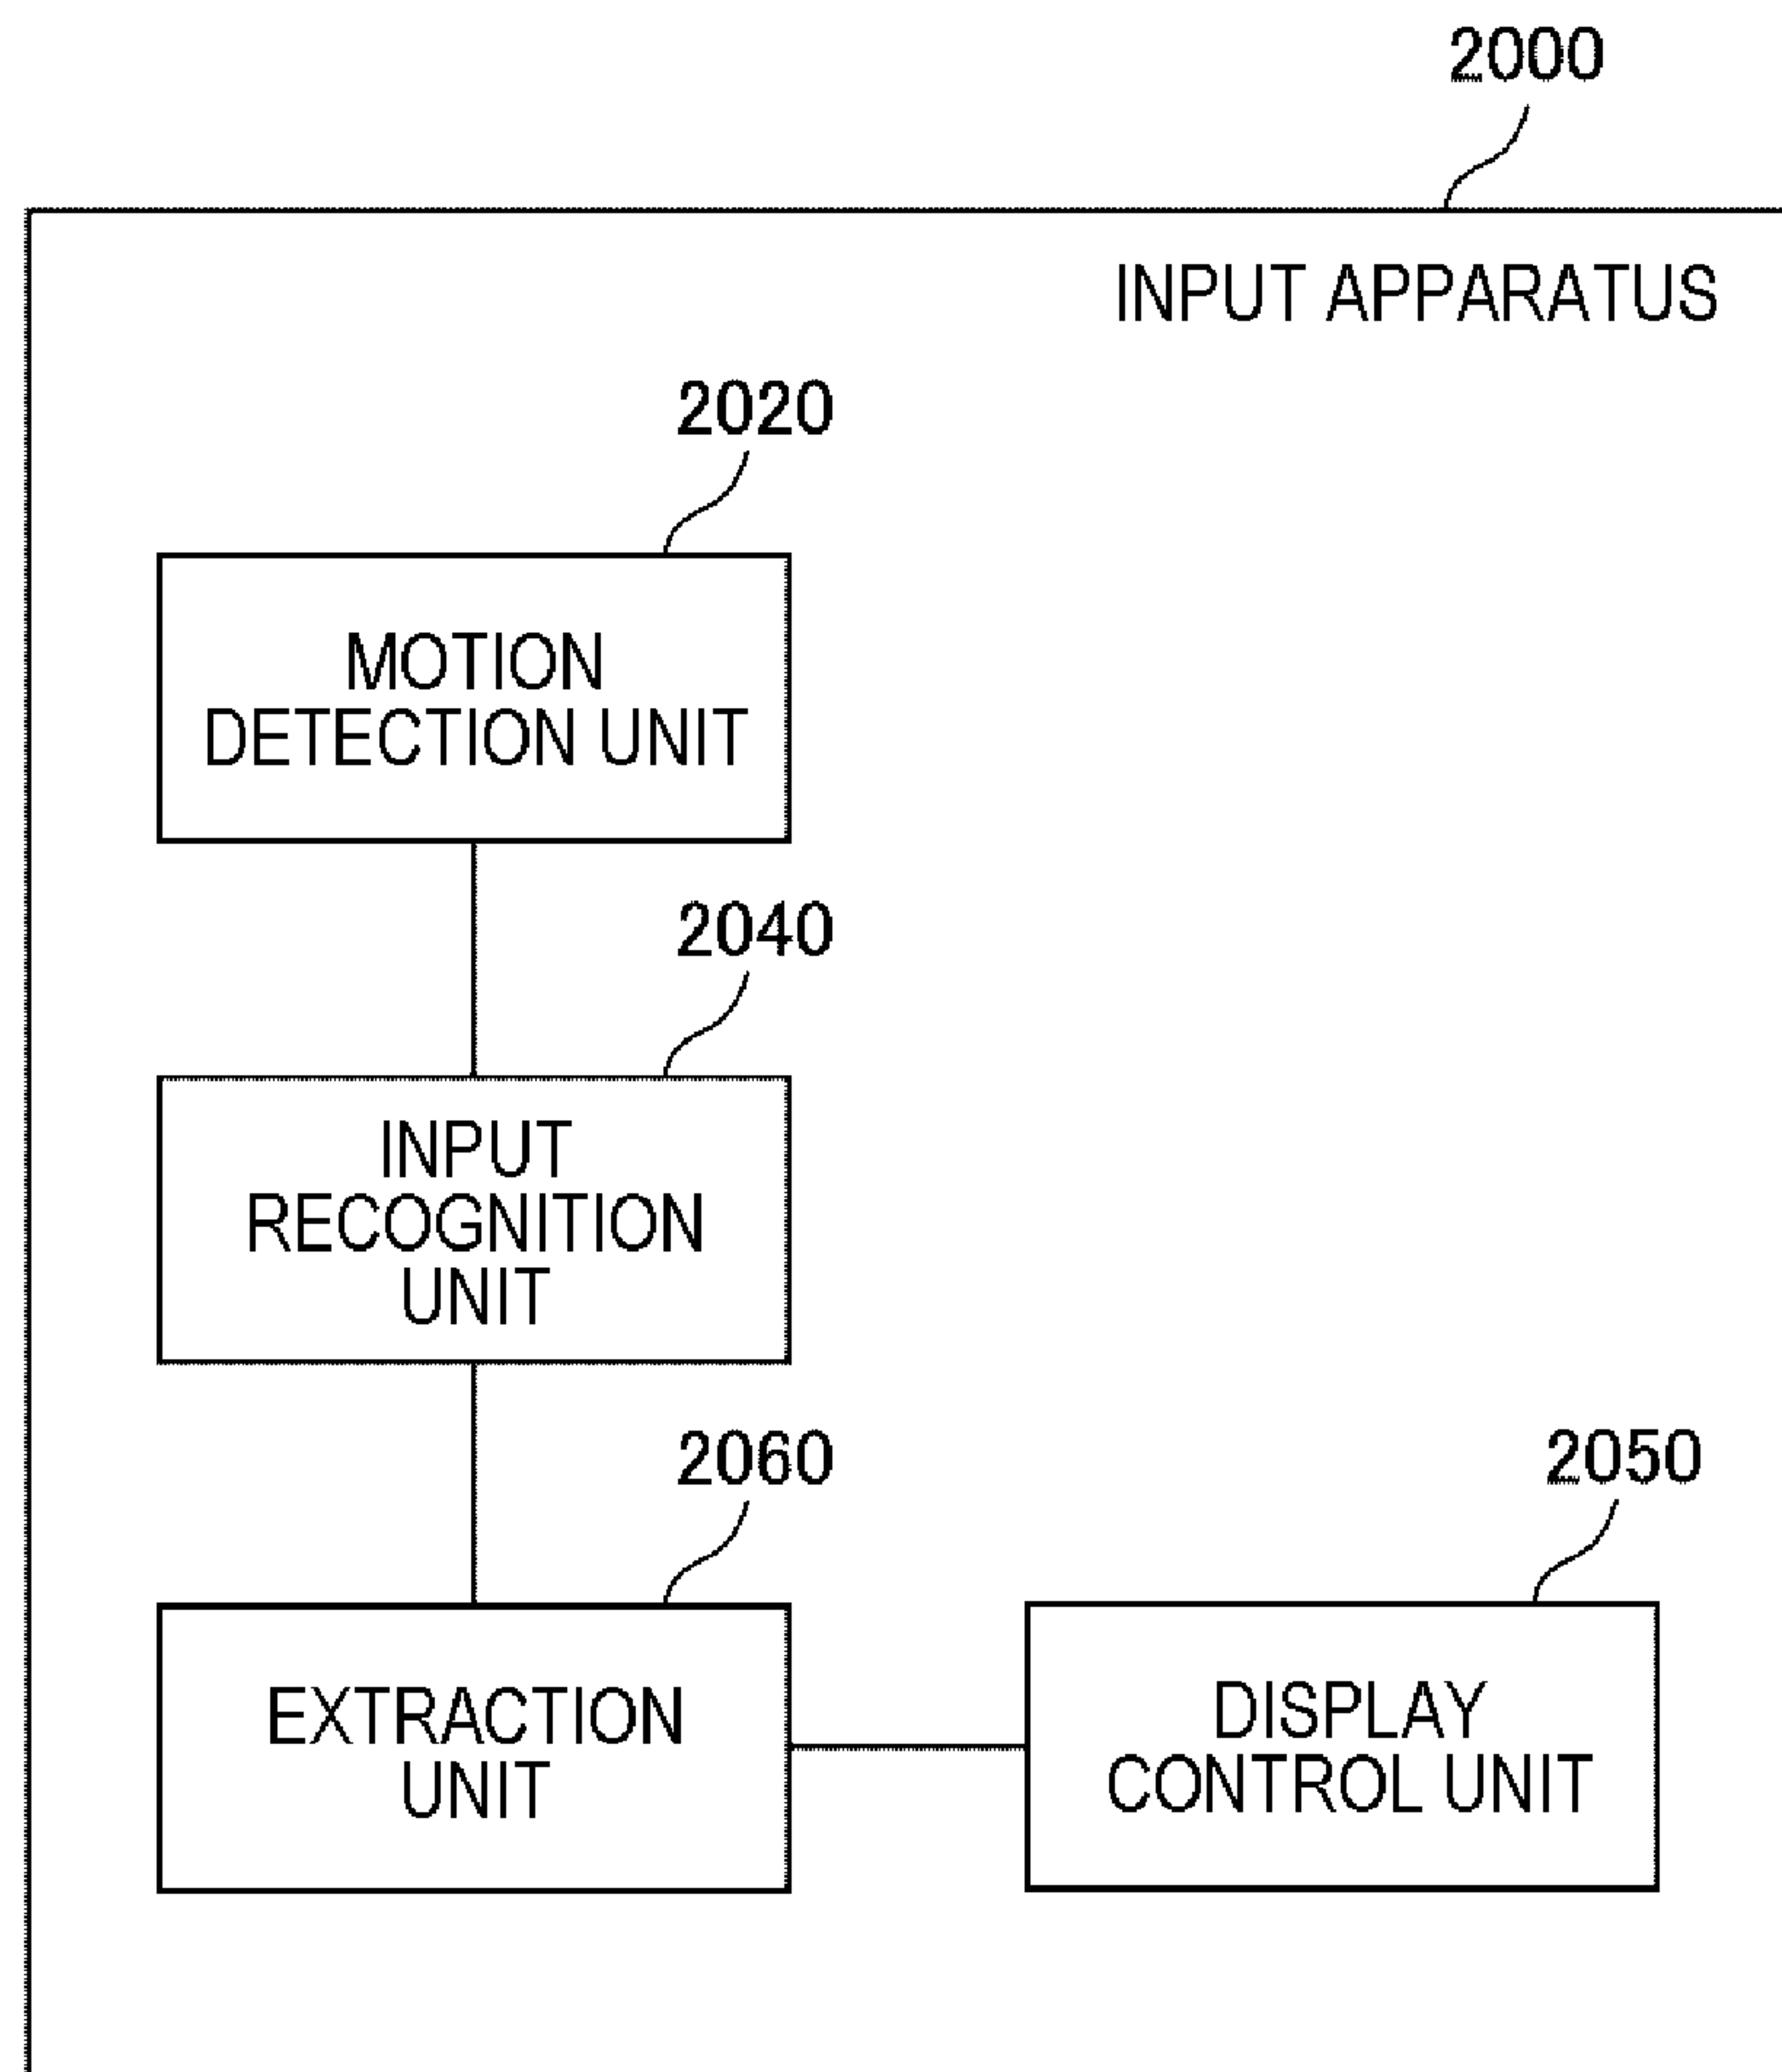 2000
INPUT APPARATUS
2020
MOTION
DETECTION UNIT
2040
INPUT
RECOGNITION
UNIT
2060
EXTRACTION
UNIT
2050
DISPLAY
CONTROL UNIT